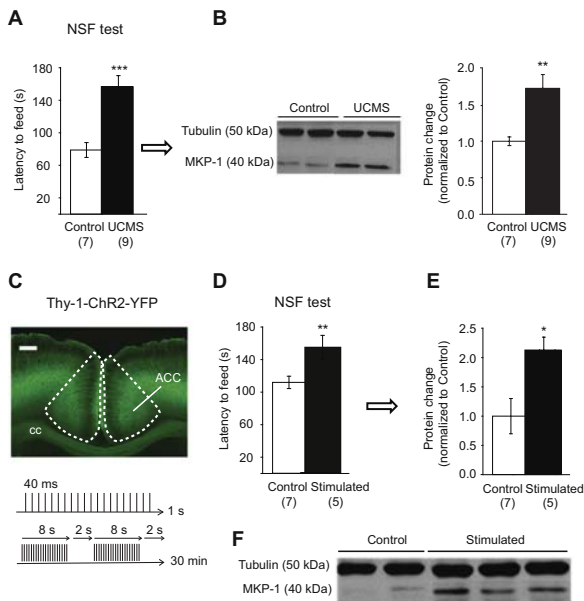 A
NSF test
Latency to feed (s)
180
140
100
60
20
Control UCMS
(7) (9)
***
B
Control UCMS
Tubulin (50 kDa)
MKP-1 (40 kDa)
Protein change
(normalized to Control)
2.0
1.5
1.0
0.5
0.0
**
Control UCMS
(7) (9)
C
Thy-1-ChR2-YFP
ACC
cc
40 ms
1 s
8 s 2 s 8 s 2 s
30 min
D
NSF test
Latency to feed (s)
180
140
100
60
20
**
Control Stimulated
(7) (5)
E
Protein change
(normalized to Control)
2.5
2.0
1.5
1.0
0.5
0.0
*
Control Stimulated
(7) (5)
F
Control Stimulated
Tubulin (50 kDa)
MKP-1 (40 kDa)